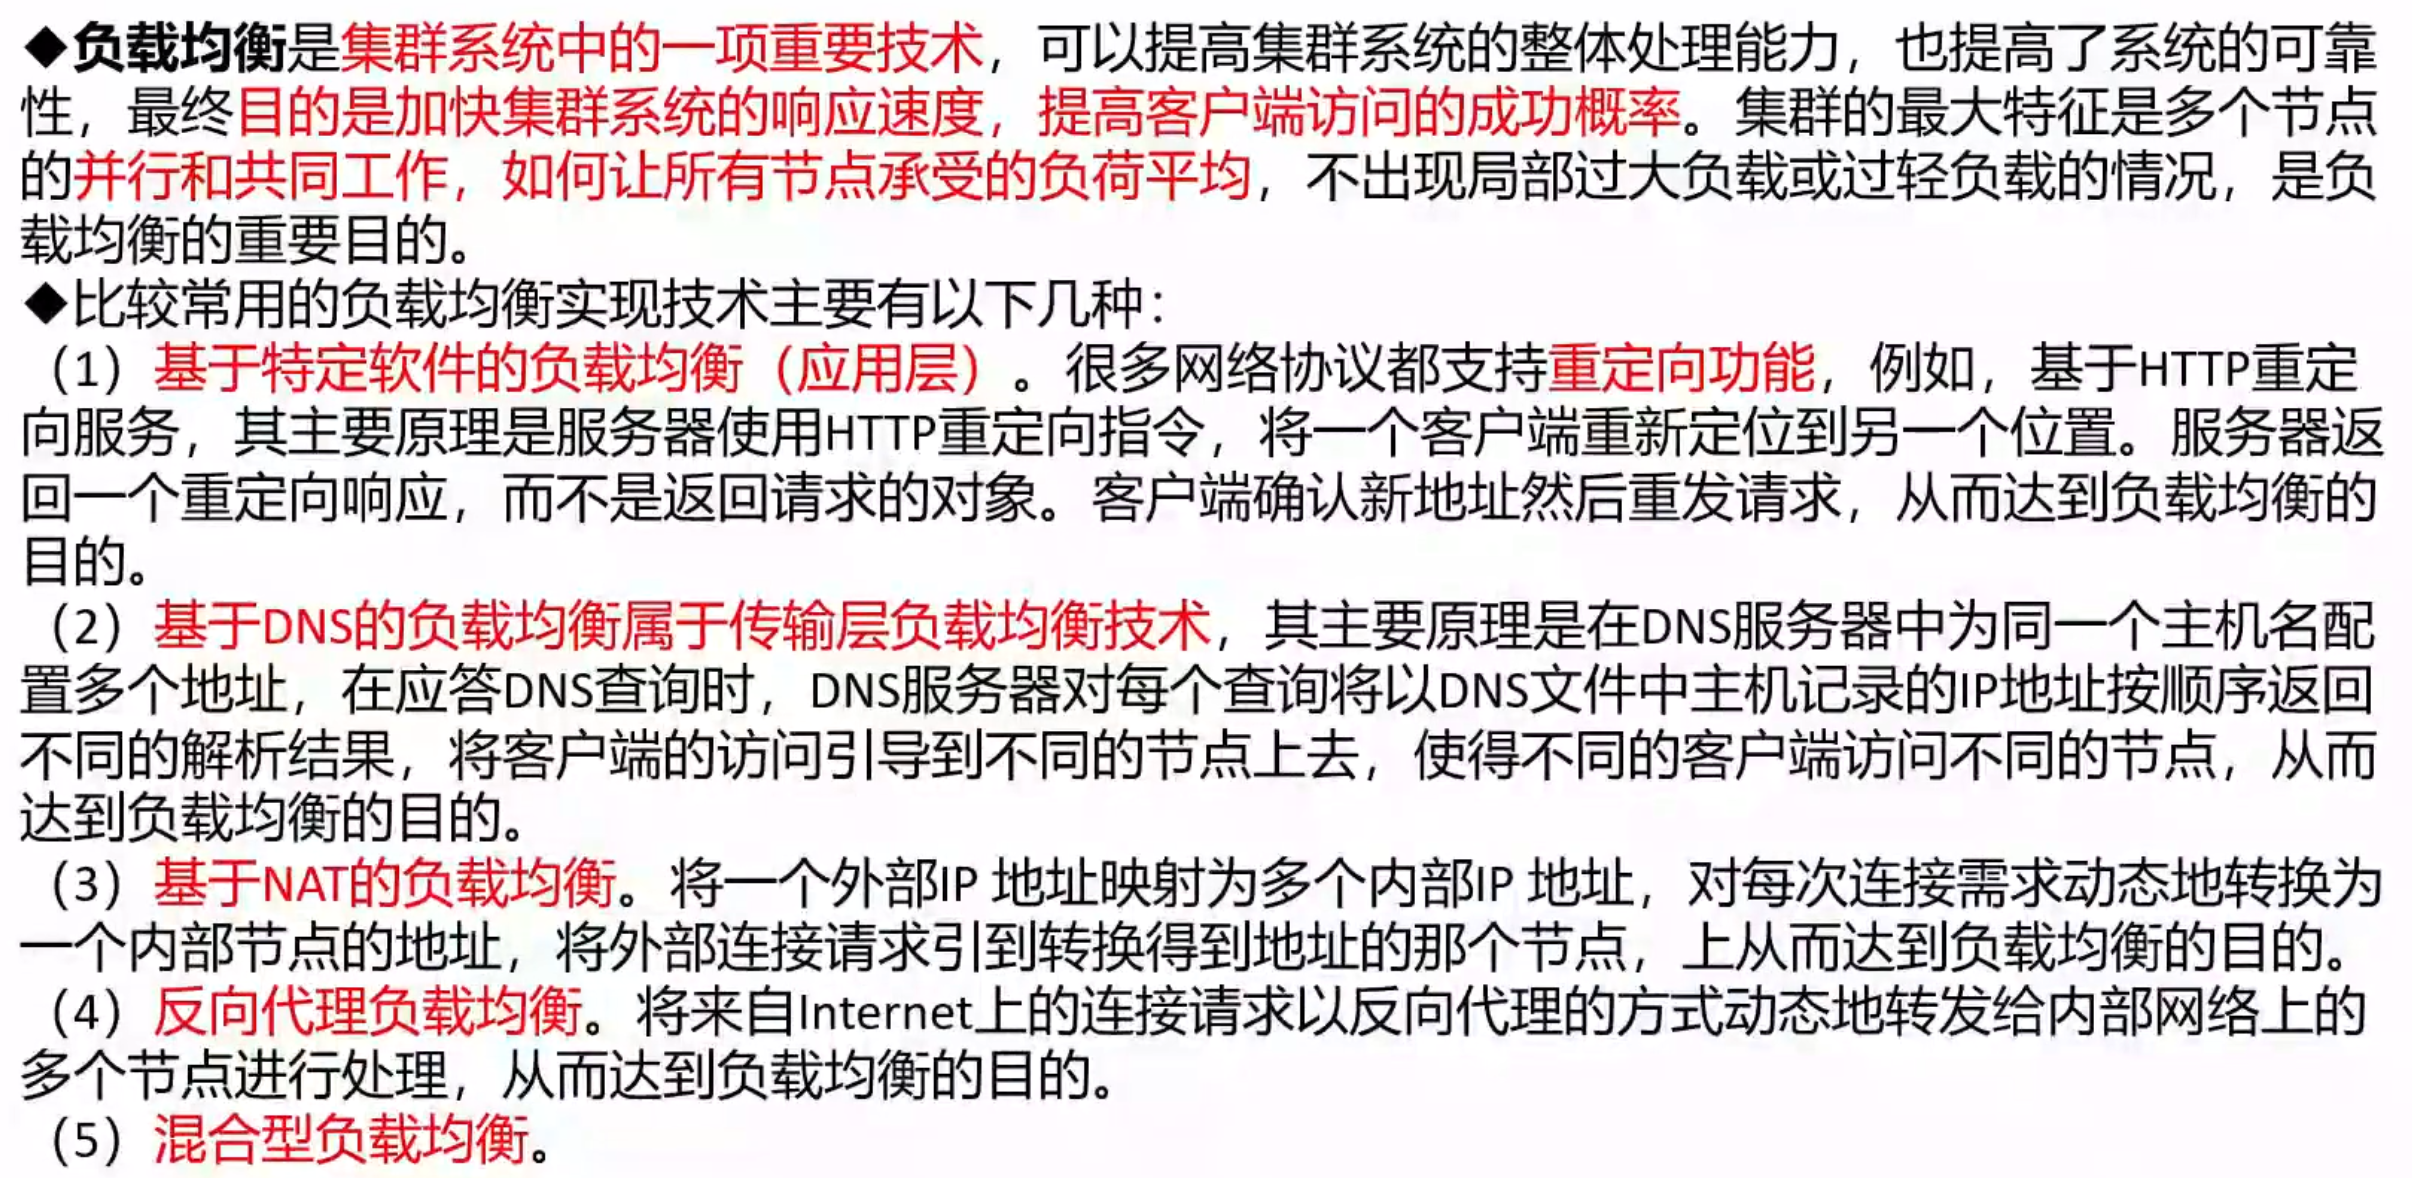 ◆负载均衡是集群系统中的一项重要技术，可以提高集群系统的整体处理能力，也提高了系统的可靠
性，最终目的是加快集群系统的响应速度，提高客户端访问的成功概率。集群的最大特征是多个节点
的并行和共同工作，如何让所有节点承受的负荷平均，不出现局部过大负载或过轻负载的情况，是负
载均衡的重要目的。
◆比较常用的负载均衡实现技术主要有以下几种：
（1）基于特定软件的负载均衡（应用层）。很多网络协议都支持重定向功能，例如，基于HTTP重定
向服务，其主要原理是服务器使用HTTP重定向指令，将一个客户端重新定位到另一个位置。服务器返
回一个重定向响应，而不是返回请求的对象。客户端确认新地址然后重发请求，从而达到负载均衡的
目的。
（2）基于DNS的负载均衡属于传输层负载均衡技术，其主要原理是在DNS服务器中为同一个主机名配
置多个地址，在应答DNS查询时，DNS服务器对每个查询将以DNS文件中主机记录的IP地址按顺序返回
不同的解析结果，将客户端的访问引导到不同的节点上去，使得不同的客户端访问不同的节点，从而
达到负载均衡的目的。
（3）基于NAT的负载均衡。将一个外部IP 地址映射为多个内部IP 地址，对每次连接需求动态地转换为
一个内部节点的地址，将外部连接请求引到转换得到地址的那个节点，上从而达到负载均衡的目的。
（4）反向代理负载均衡。将来自Internet上的连接请求以反向代理的方式动态地转发给内部网络上的
多个节点进行处理，从而达到负载均衡的目的。
（5）混合型负载均衡。